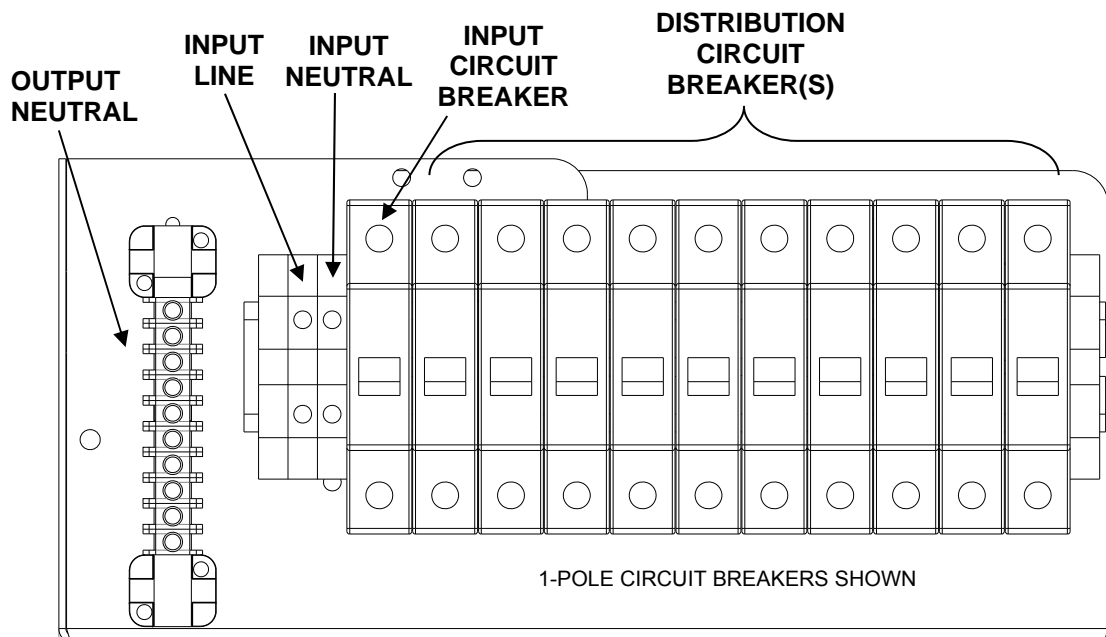 OUTPUT
NEUTRAL
INPUT
LINE
INPUT
NEUTRAL
INPUT
CIRCUIT
BREAKER
DISTRIBUTION
CIRCUIT
BREAKER(S)
1-POLE CIRCUIT BREAKERS SHOWN